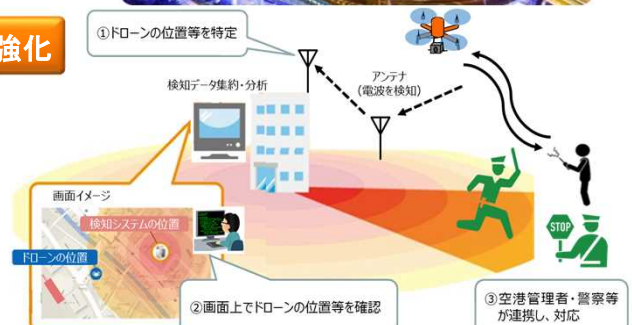 強化
①ドローンの位置等を特定
アンテナ
(電波を検知)
検知データ集約・分析
画面イメージ
検知システムの位置
ドローンの位置
STOP
②画面上でドローンの位置等を確認
③空港管理者・警察等
が連携し、対応